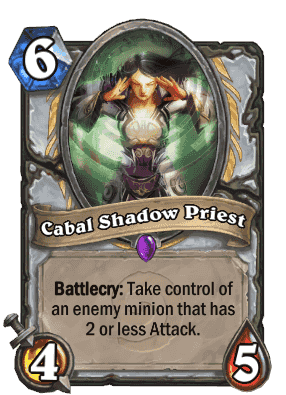 6
Cabal Shadow Priest
Battlecry: Take control of
an enemy minion that has
2 or less Attack.
4
5